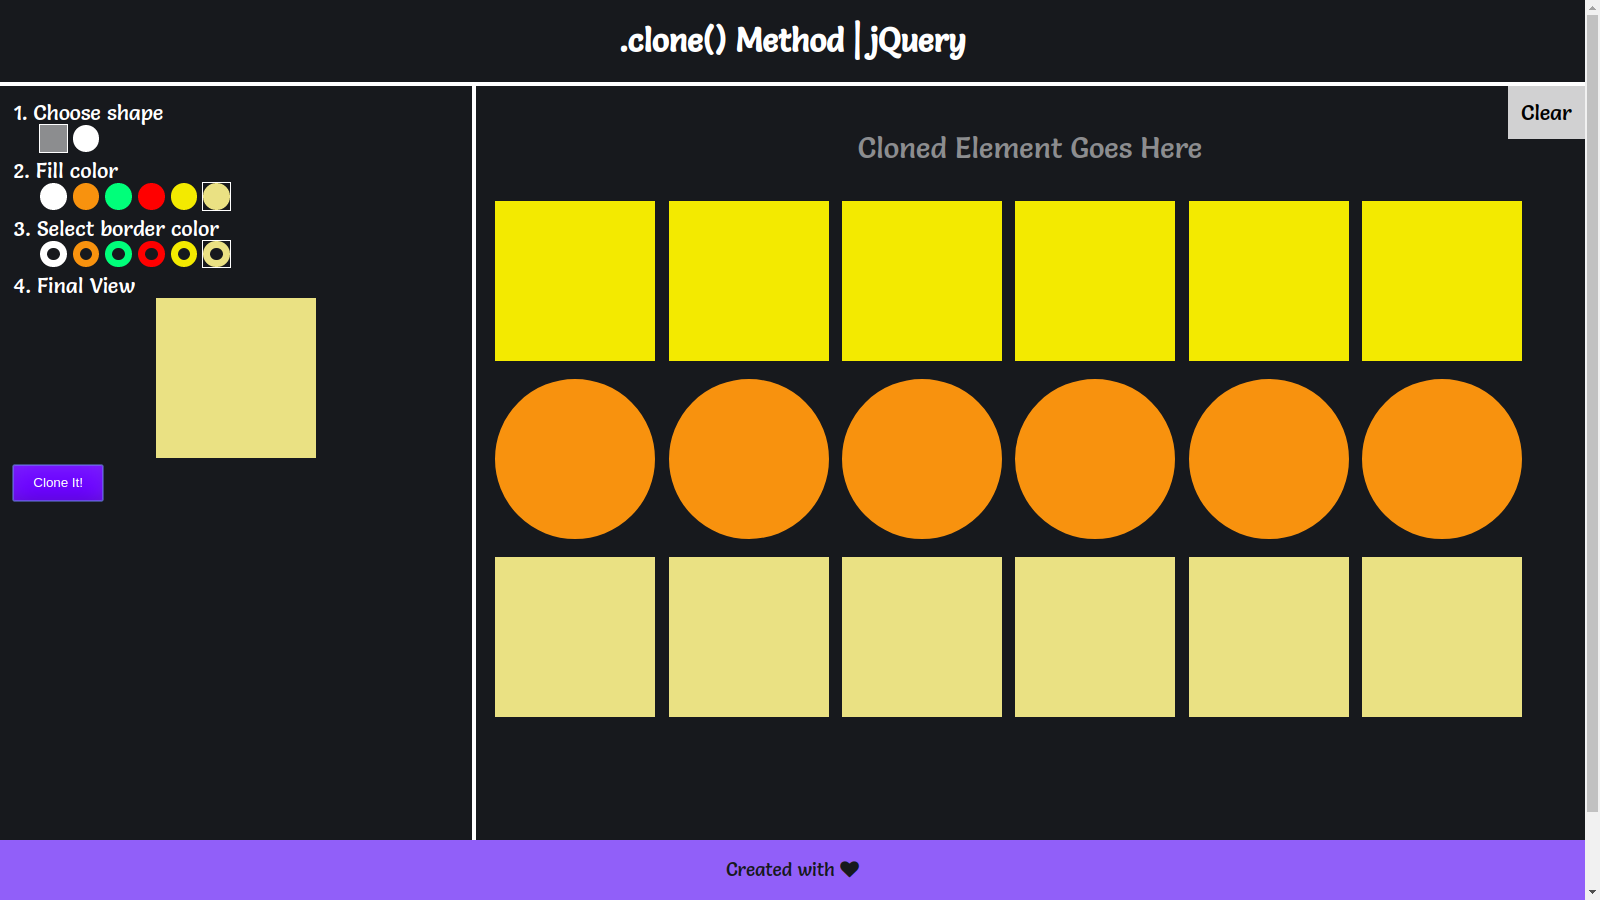 .clone() Method | jQuery
1. Choose shape
2. Fill color
3. Select border color
4. Final View
Clone It!
Clear
Cloned Element Goes Here
Created with